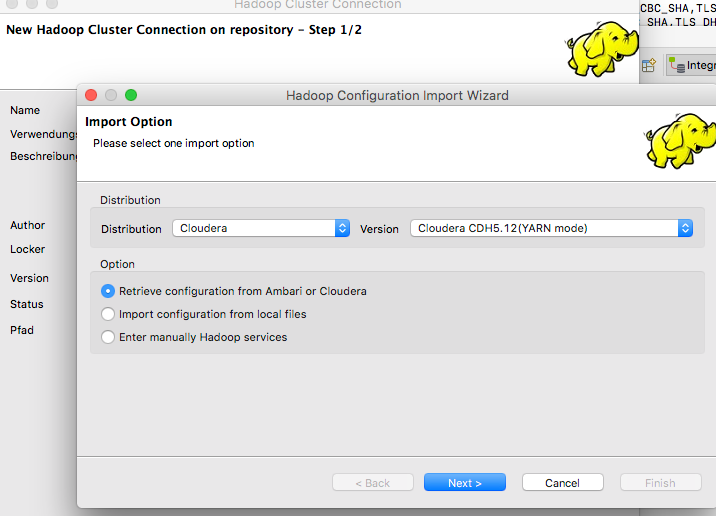 Hadoop Cluster Connection
CBC_SHA,TLS
New Hadoop Cluster Connection on repository - Step 1/2
SHA.TLS DH
Integr
Name
Verwendungs
Beschreibung
Author
Locker
Version
Status
Pfad
Hadoop Configuration Import Wizard
Import Option
Please select one import option
Distribution
Distribution Cloudera Version Cloudera CDH5.12(YARN mode)
Option
Retrieve configuration from Ambari or Cloudera
Import configuration from local files
Enter manually Hadoop services
< Back Next > Cancel Finish